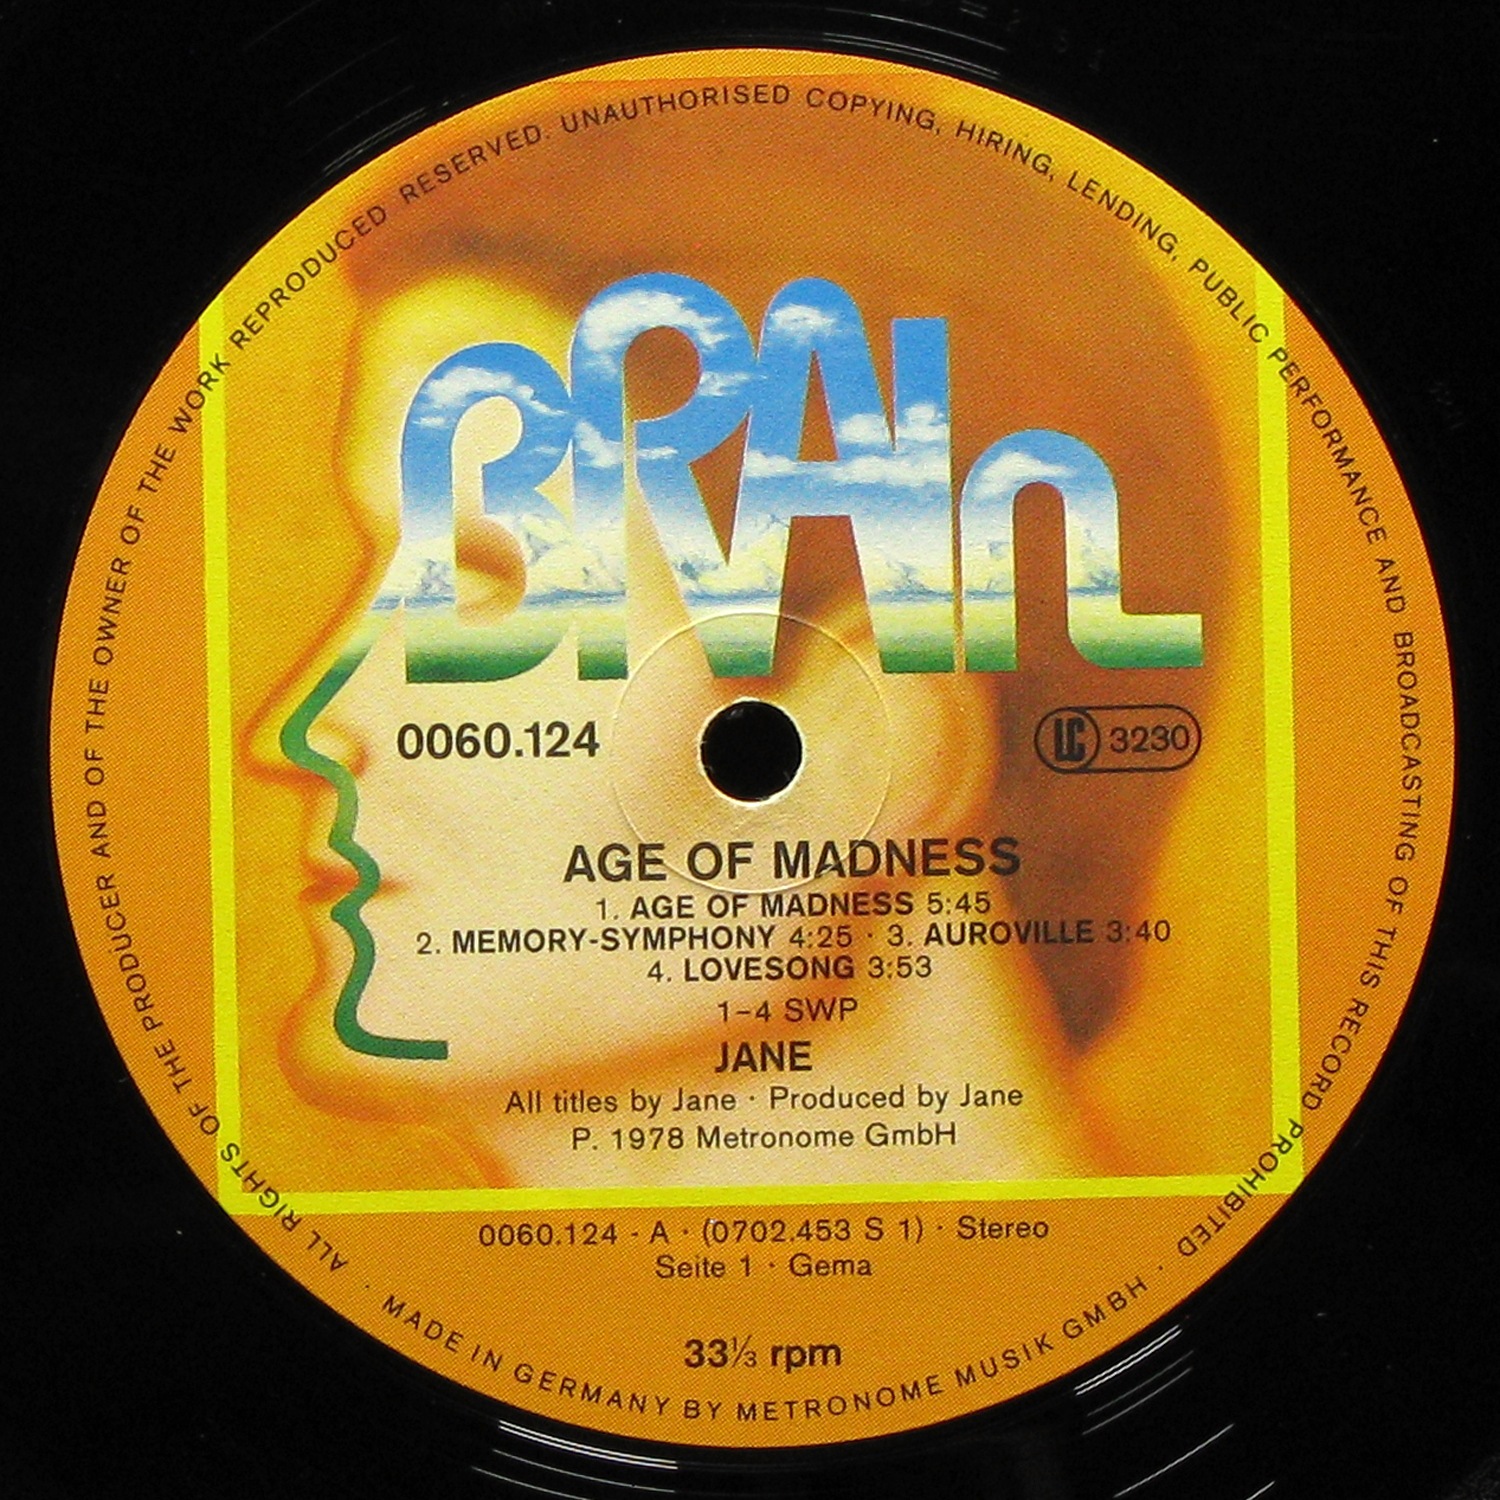 ALL RIGHTS OF THE PRODUCER AND OF THE OWNER OF THE WORK REPRODUCED RESERVED. UNAUTHORISED COPYING, HIRING, LENDING, PUBLIC PERFORMANCE AND BROADCASTING OF THIS RECORD PROHIBITED ·
BRAIn
0060.124
LC 3230
AGE OF MADNESS
1. AGE OF MADNESS 5:45
2. MEMORY-SYMPHONY 4:25 · 3. AUROVILLE 3:40
4. LOVESONG 3:53
1-4 SWP
JANE
All titles by Jane · Produced by Jane
P. 1978 Metronome GmbH
0060.124 - A · (0702.453 S 1) · Stereo
Seite 1 · Gema
33⅓ rpm
· MADE IN GERMANY BY METRONOME MUSIK GMBH